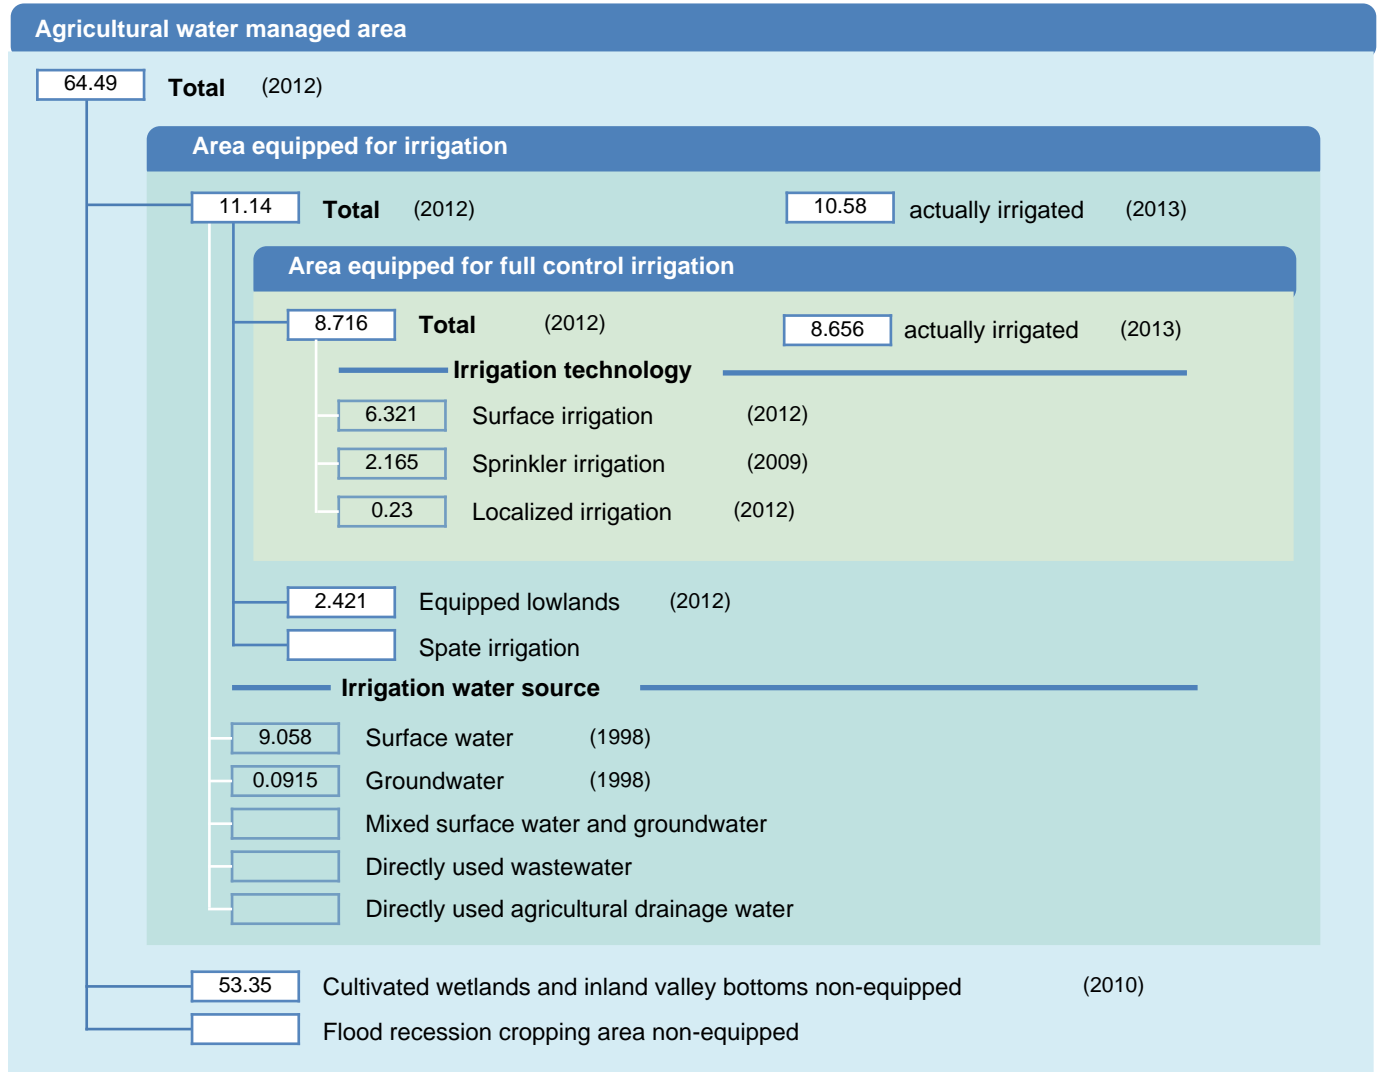 Agricultural water managed area
64.49 Total (2012)
Area equipped for irrigation
11.14 Total (2012) 10.58 actually irrigated (2013)
Area equipped for full control irrigation
8.716 Total (2012) 8.656 actually irrigated (2013)
Irrigation technology
6.321 Surface irrigation (2012)
2.165 Sprinkler irrigation (2009)
0.23 Localized irrigation (2012)
2.421 Equipped lowlands (2012)
Spate irrigation
Irrigation water source
9.058 Surface water (1998)
0.0915 Groundwater (1998)
Mixed surface water and groundwater
Directly used wastewater
Directly used agricultural drainage water
53.35 Cultivated wetlands and inland valley bottoms non-equipped (2010)
Flood recession cropping area non-equipped